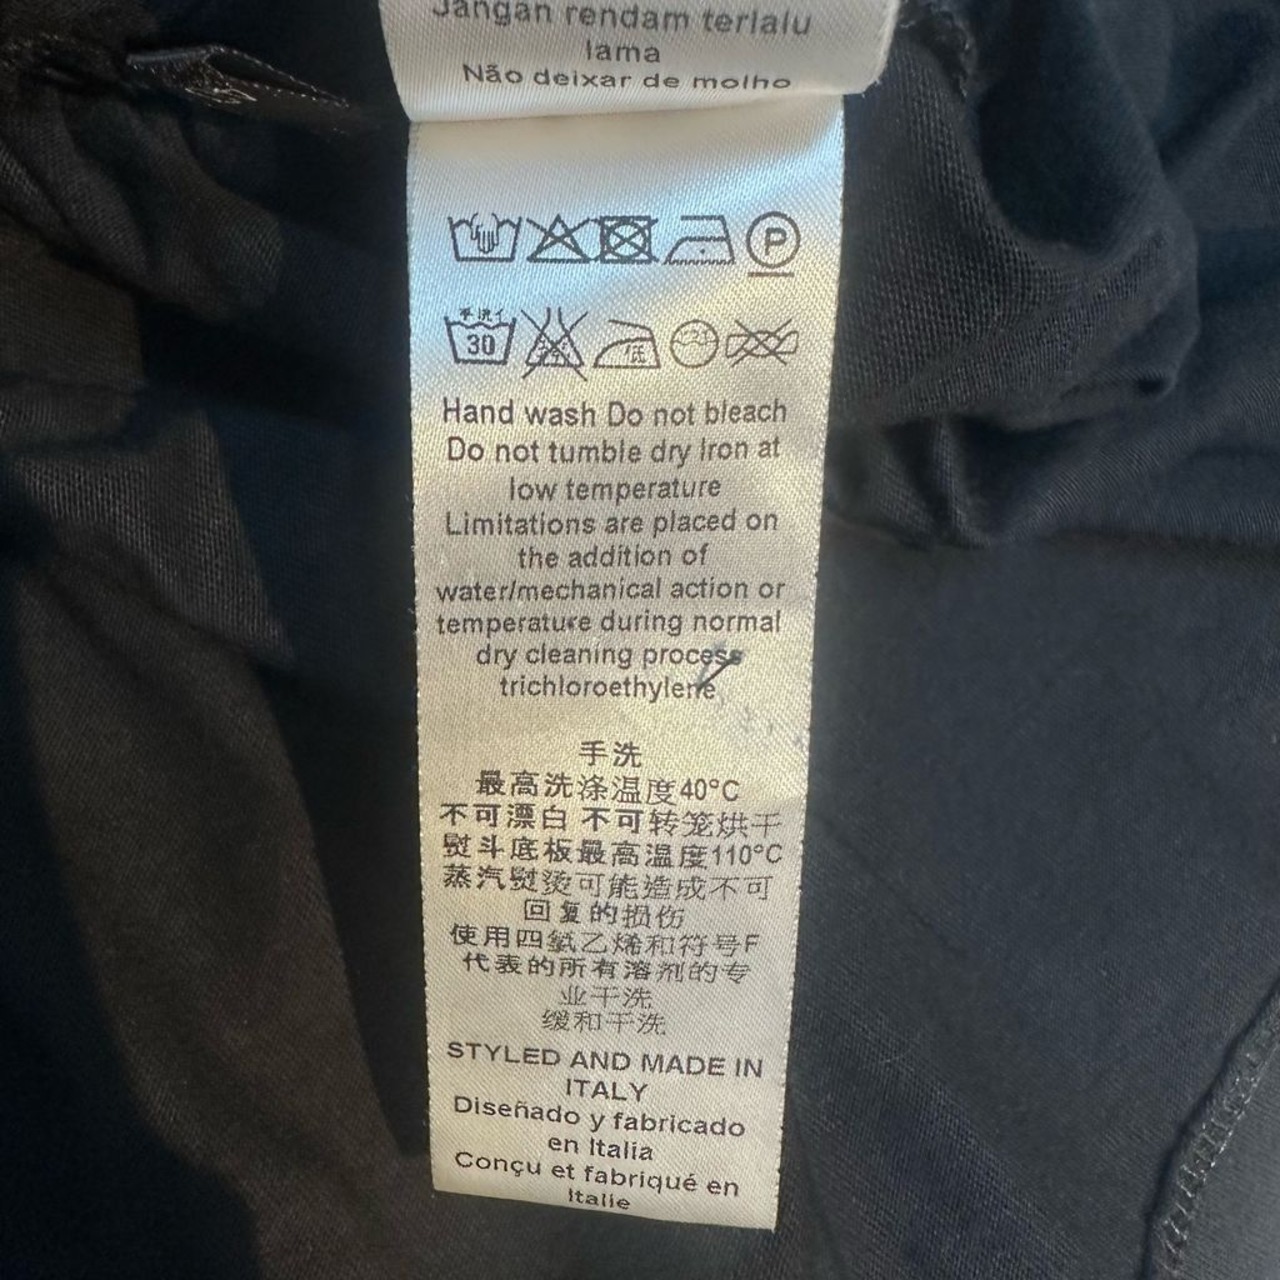 Jangan rendam terlalu
lama
Não deixar de molho
P
手洗イ
30
低
Hand wash Do not bleach
Do not tumble dry Iron at
low temperature
Limitations are placed on
the addition of
water/mechanical action or
temperature during normal
dry cleaning process
trichloroethylene
手洗
最高洗涤温度40°C
不可漂白 不可转笼烘干
熨斗底板最高温度110°C
蒸汽熨烫可能造成不可
回复的损伤
使用四氯乙烯和符号F
代表的所有溶剂的专
业干洗
缓和干洗
STYLED AND MADE IN
ITALY
Diseñado y fabricado
en Italia
Conçu et fabriqué en
Italie